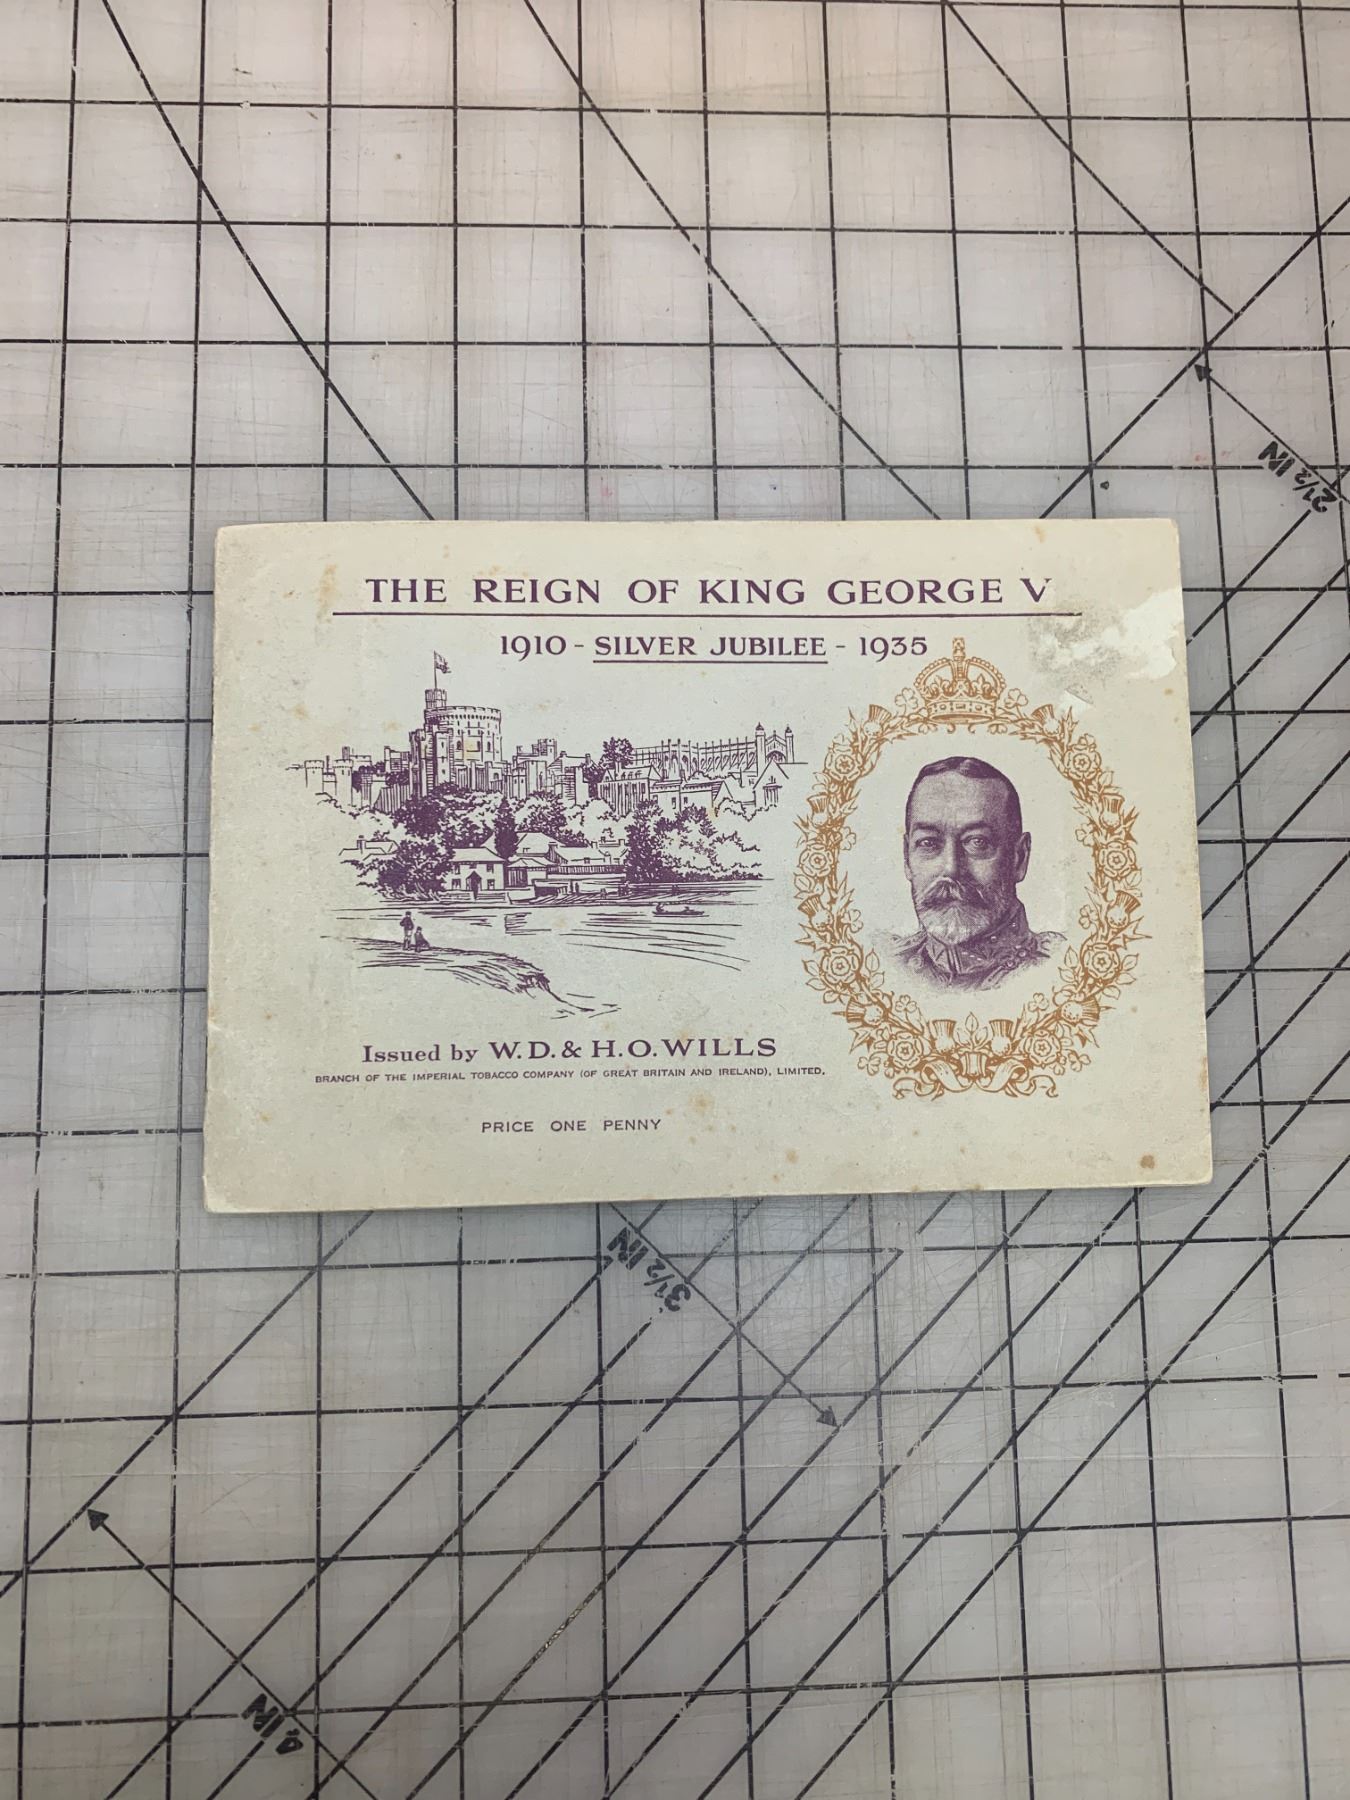 2½ IN
THE REIGN OF KING GEORGE V
1910 - SILVER JUBILEE - 1935
Issued by W.D. & H.O. WILLS
BRANCH OF THE IMPERIAL TOBACCO COMPANY (OF GREAT BRITAIN AND IRELAND), LIMITED.
PRICE ONE PENNY
3½ IN
4 IN